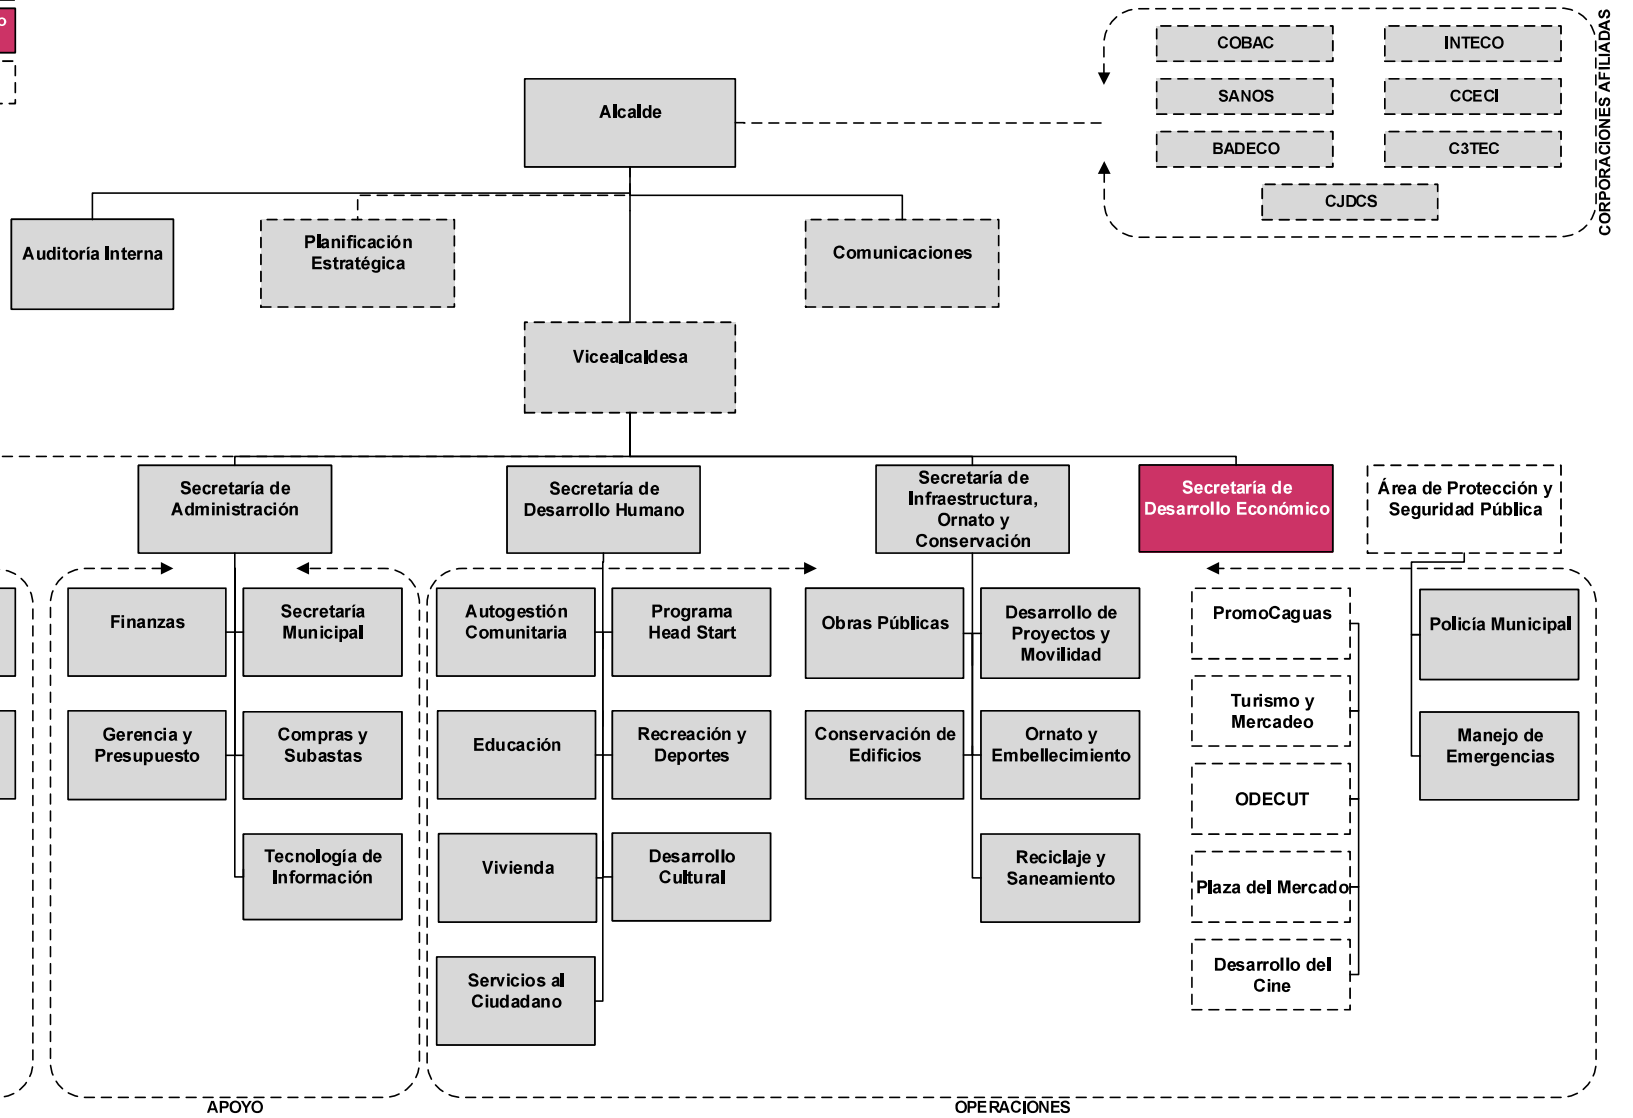 o
COBAC
INTECO
SANOS
CCECI
BADECO
C3TEC
CJDCS
CORPORACIONES AFILIADAS
Alcalde
Auditoría Interna
Planificación
Estratégica
Comunicaciones
Vicealcaldesa
Secretaría de
Administración
Secretaría de
Desarrollo Humano
Secretaría de
Infraestructura,
Ornato y
Conservación
Secretaría de
Desarrollo Económico
Área de Protección y
Seguridad Pública
Finanzas
Secretaría
Municipal
Gerencia y
Presupuesto
Compras y
Subastas
Tecnología de
Información
Autogestión
Comunitaria
Programa
Head Start
Educación
Recreación y
Deportes
Vivienda
Desarrollo
Cultural
Servicios al
Ciudadano
Obras Públicas
Desarrollo de
Proyectos y
Movilidad
Conservación de
Edificios
Ornato y
Embellecimiento
Reciclaje y
Saneamiento
PromoCaguas
Turismo y
Mercadeo
ODECUT
Plaza del Mercado
Desarrollo del
Cine
Policía Municipal
Manejo de
Emergencias
APOYO
OPERACIONES